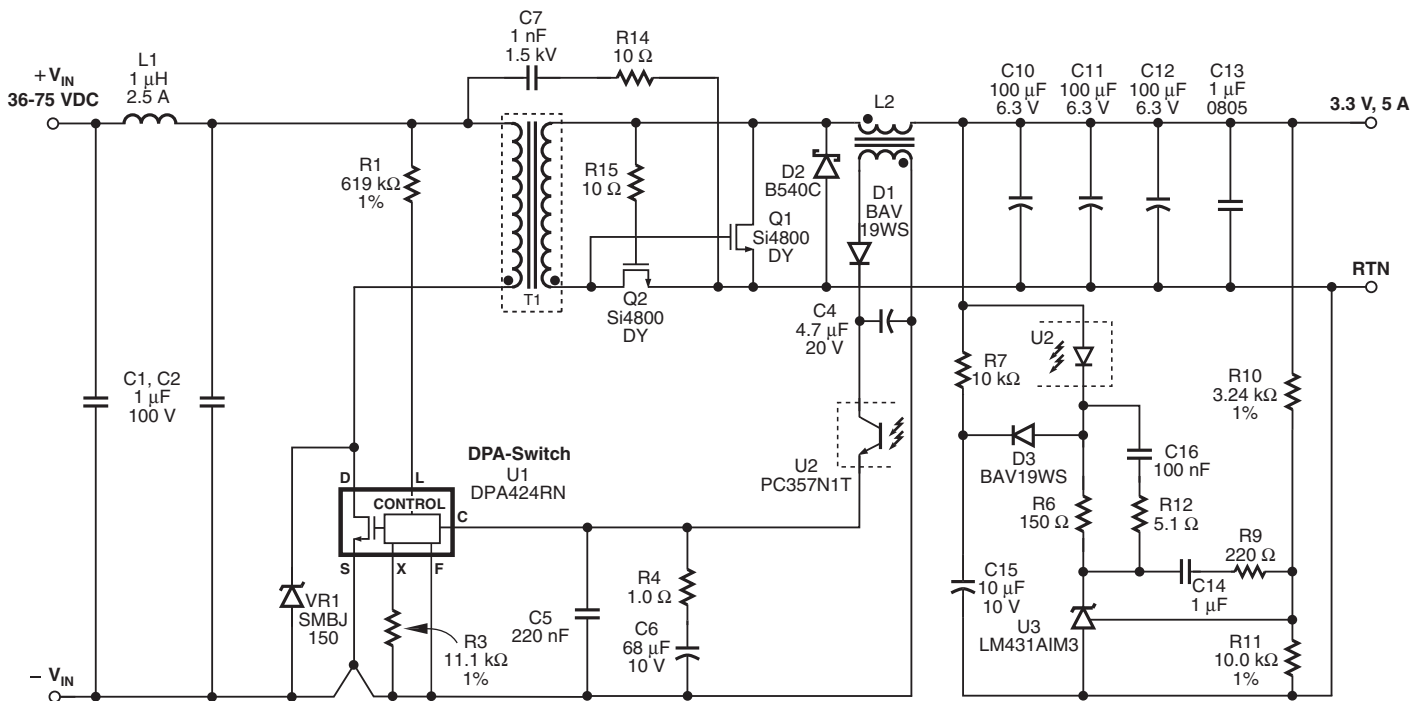 C7
1 nF
1.5 kV
R14
10 Ω
L1
1 μH
2.5 A
+ VIN
36-75 VDC
C10
100 μF
6.3 V
C11
100 μF
6.3 V
C12
100 μF
6.3 V
C13
1 μF
0805
L2
3.3 V, 5 A
R1
619 kΩ
1%
R15
10 Ω
D2
B540C
D1
BAV
19WS
Q1
Si4800
DY
RTN
T1
Q2
Si4800
DY
C4
4.7 μF
20 V
U2
R7
10 kΩ
R10
3.24 kΩ
1%
C1, C2
1 μF
100 V
DPA-Switch
U1
DPA424RN
U2
PC357N1T
D3
BAV19WS
C16
100 nF
D
L
CONTROL
C
S
X
F
R6
150 Ω
R12
5.1 Ω
R9
220 Ω
C14
1 μF
C15
10 μF
10 V
VR1
SMBJ
150
R3
11.1 kΩ
1%
C5
220 nF
R4
1.0 Ω
C6
68 μF
10 V
U3
LM431AIM3
R11
10.0 kΩ
1%
– VIN